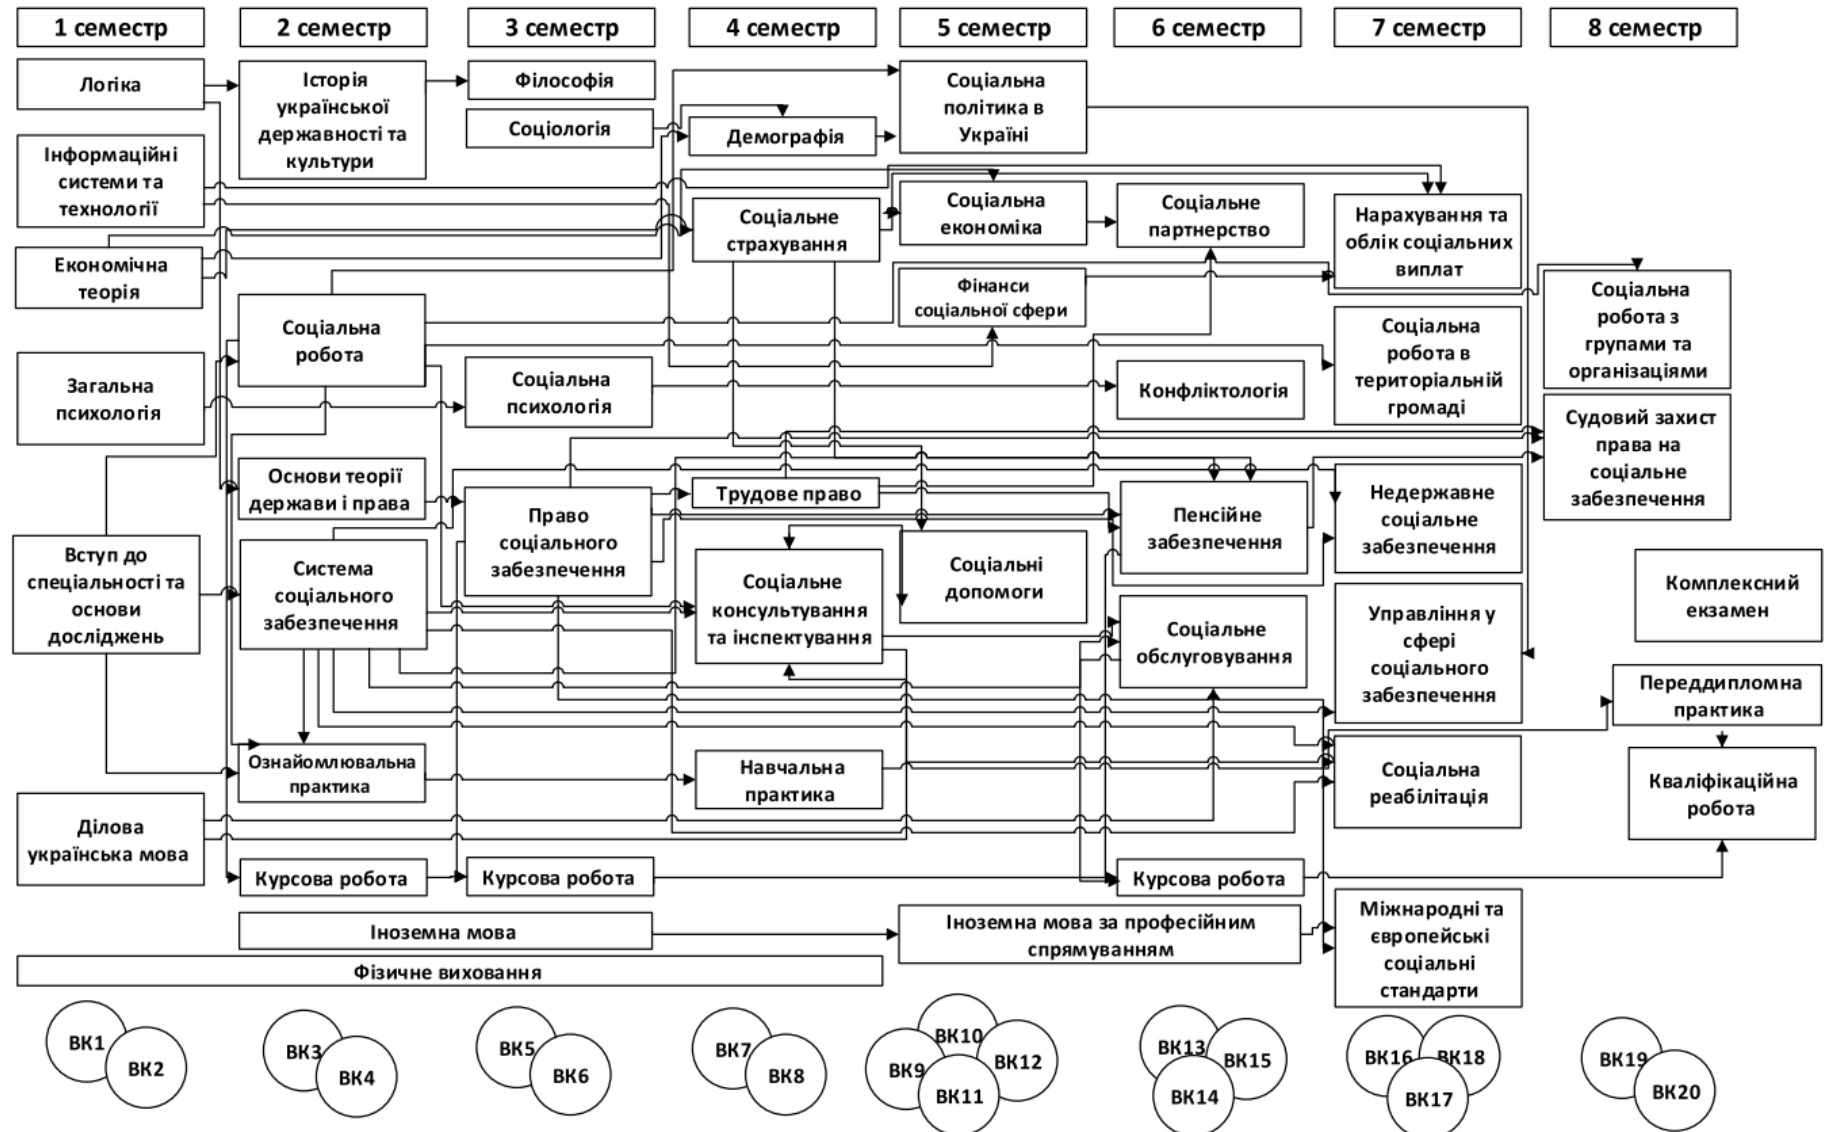 1 семестр
2 семестр
3 семестр
4 семестр
5 семестр
6 семестр
7 семестр
8 семестр
Логіка
Інформаційні
системи та
технології
Економічна
теорія
Загальна
психологія
Вступ до
спеціальності та
основи
досліджень
Ділова
українська мова
Історія
української
державності та
культури
Соціальна
робота
Основи теорії
держави і права
Система
соціального
забезпечення
Ознайомлювальна
практика
Курсова робота
Іноземна мова
Фізичне виховання
Філософія
Соціологія
Соціальна
психологія
Право
соціального
забезпечення
Курсова робота
Демографія
Соціальне
страхування
Трудове право
Соціальне
консультування
та інспектування
Навчальна
практика
Соціальна
політика в
Україні
Соціальна
економіка
Фінанси
соціальної сфери
Соціальні
допомоги
Іноземна мова за професійним
спрямуванням
Соціальне
партнерство
Конфліктологія
Пенсійне
забезпечення
Соціальне
обслуговування
Курсова робота
Нарахування та
облік соціальних
виплат
Соціальна
робота в
територіальній
громаді
Недержавне
соціальне
забезпечення
Управління у
сфері
соціального
забезпечення
Соціальна
реабілітація
Міжнародні та
європейські
соціальні
стандарти
Соціальна
робота з
групами та
організаціями
Судовий захист
права на
соціальне
забезпечення
Комплексний
екзамен
Переддипломна
практика
Кваліфікаційна
робота
ВК1
ВК2
ВК3
ВК4
ВК5
ВК6
ВК7
ВК8
ВК9
ВК10
ВК11
ВК12
ВК13
ВК14
ВК15
ВК16
ВК17
ВК18
ВК19
ВК20